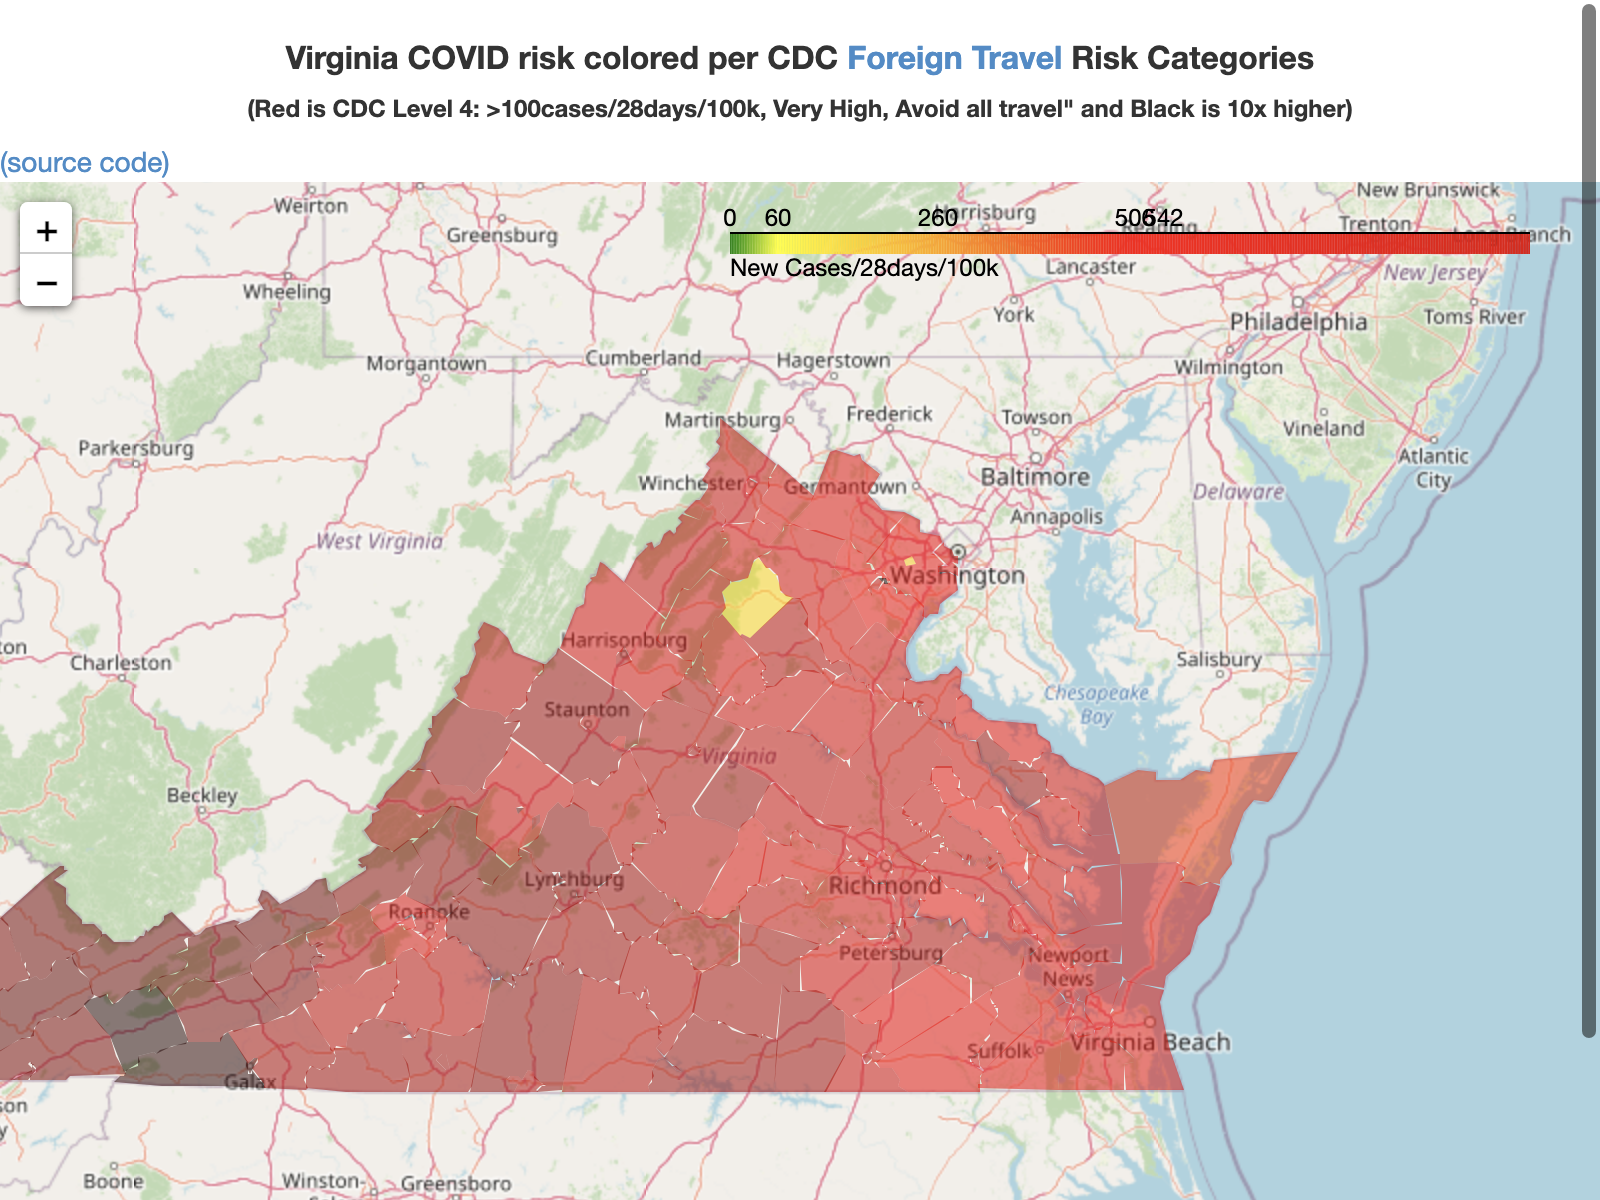 Virginia COVID risk colored per CDC Foreign Travel Risk Categories
(Red is CDC Level 4: >100cases/28days/100k, Very High, Avoid all travel" and Black is 10x higher)
(source code)
New Brunswick
+
Weirton
0 60 260 506 642
Harrisburg
Reading
Trenton
Long Branch
Greensburg
New Cases/28days/100k
Lancaster
New Jersey
−
Wheeling
York
Philadelphia
Toms River
Morgantown
Cumberland
Hagerstown
Wilmington
Martinsburg
Frederick
Towson
Vineland
Parkersburg
Atlantic
City
Winchester
Germantown
Baltimore
Delaware
Annapolis
West Virginia
Washington
Harrisonburg
Charleston
Salisbury
Chesapeake
Bay
Staunton
Virginia
Beckley
Lynchburg
Richmond
Roanoke
Petersburg
Newport
News
Virginia Beach
Suffolk
Galax
Boone
Winston-
Greensboro